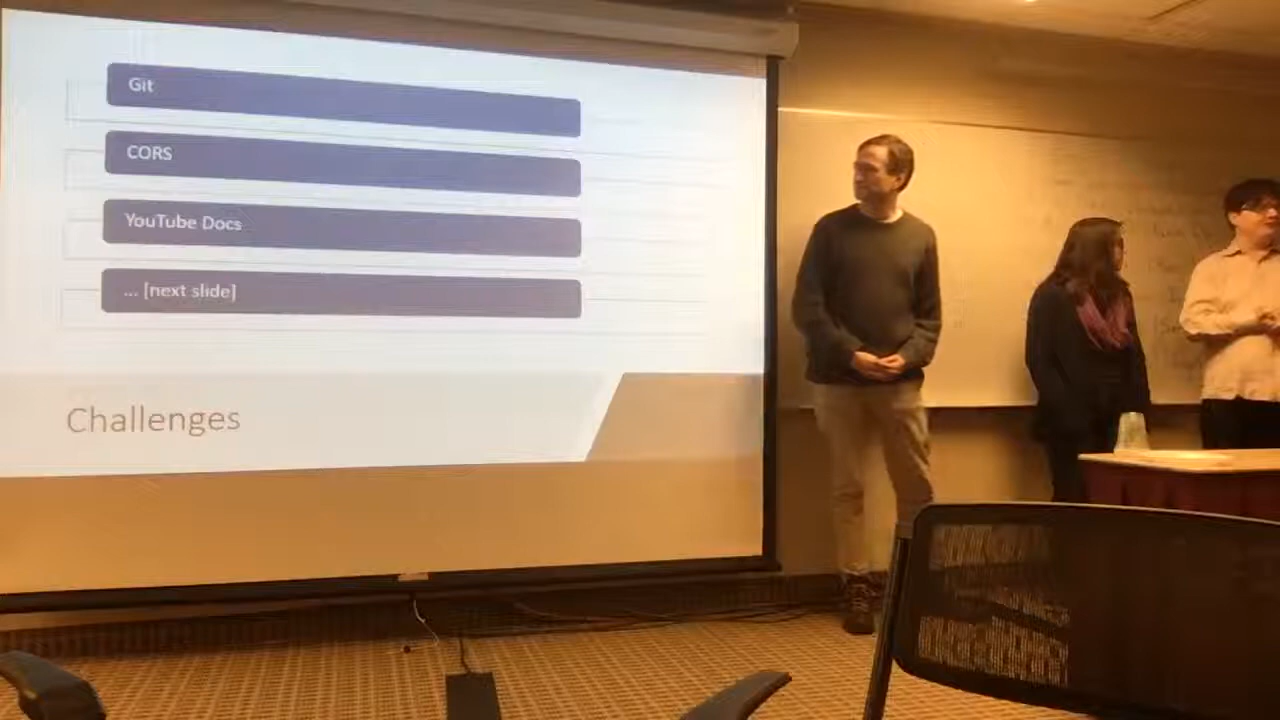 Git
CORS
YouTube Docs
... [next slide]
Challenges